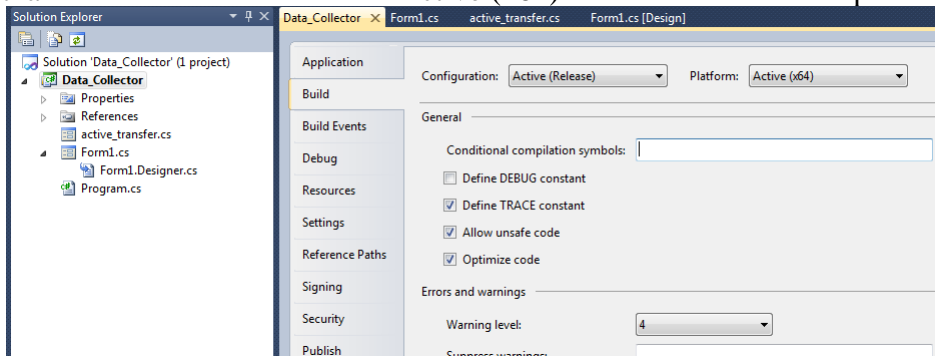 Solution Explorer
Solution 'Data_Collector' (1 project)
Data_Collector
Properties
References
active_transfer.cs
Form1.cs
Form1.Designer.cs
Program.cs
Data_Collector Form1.cs active_transfer.cs Form1.cs [Design]
Application
Build
Build Events
Debug
Resources
Settings
Reference Paths
Signing
Security
Publish
Configuration: Active (Release) Platform: Active (x64)
General
Conditional compilation symbols:
Define DEBUG constant
Define TRACE constant
Allow unsafe code
Optimize code
Errors and warnings
Warning level: 4
Suppress warnings: